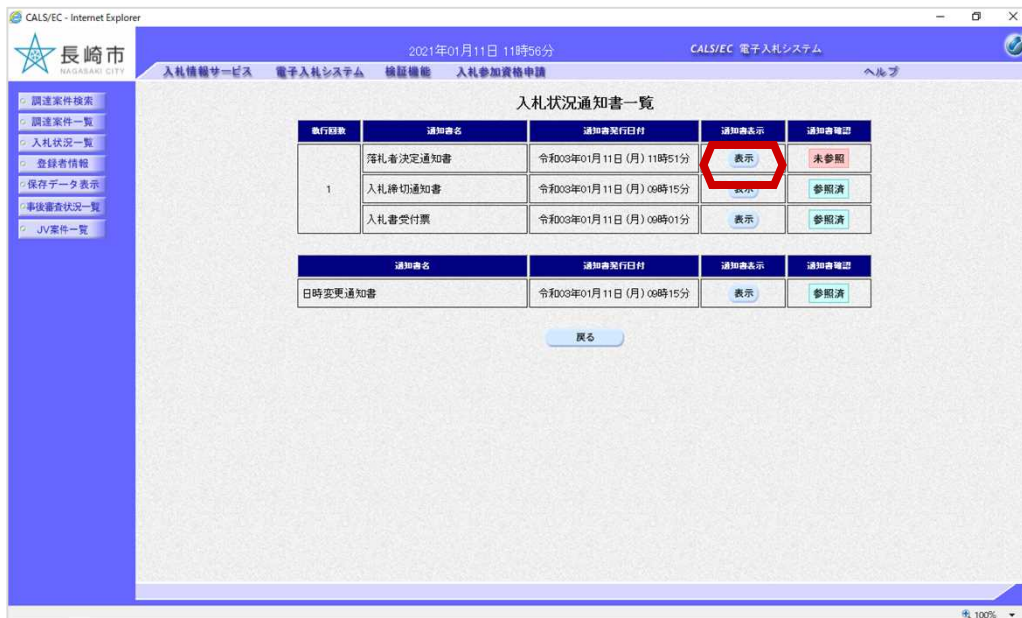 CALS/EC - Internet Explorer
長崎市
NAGASAKI CITY
2021年01月11日 11時56分
CALS/EC 電子入札システム
入札情報サービス 電子入札システム 検証機能 入札参加資格申請 ヘルプ
調達案件検索
調達案件一覧
入札状況一覧
登録者情報
保存データ表示
事後審査状況一覧
JV案件一覧
入札状況通知書一覧
執行回数 通知書名 通知書発行日付 通知書表示 通知書確認
落札者決定通知書 令和03年01月11日(月)11時51分 表示 未参照
1 入札締切通知書 令和03年01月11日(月)09時15分 表示 参照済
入札書受付票 令和03年01月11日(月)09時01分 表示 参照済
通知書名 通知書発行日付 通知書表示 通知書確認
日時変更通知書 令和03年01月11日(月)09時15分 表示 参照済
戻る
100%